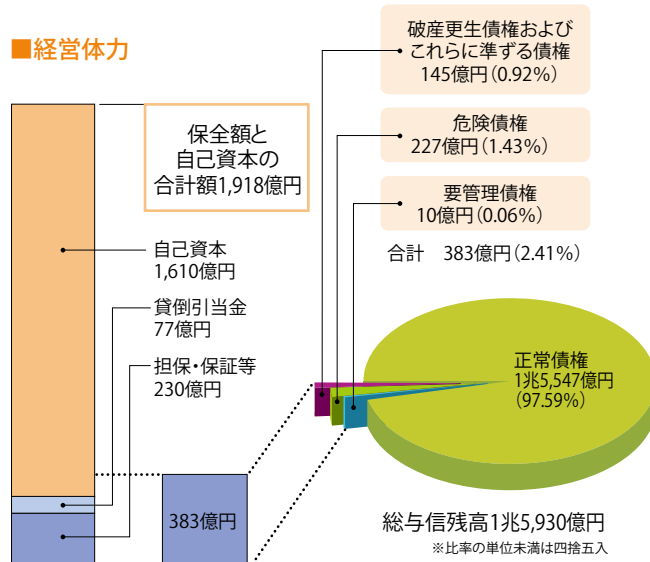 ■経営体力
保全額と
自己資本の
合計額1,918億円
自己資本
1,610億円
貸倒引当金
77億円
担保・保証等
230億円
383億円
破産更生債権および
これらに準ずる債権
145億円(0.92%)
危険債権
227億円(1.43%)
要管理債権
10億円(0.06%)
合計 383億円(2.41%)
正常債権
1兆5,547億円
(97.59%)
総与信残高1兆5,930億円
※比率の単位未満は四捨五入